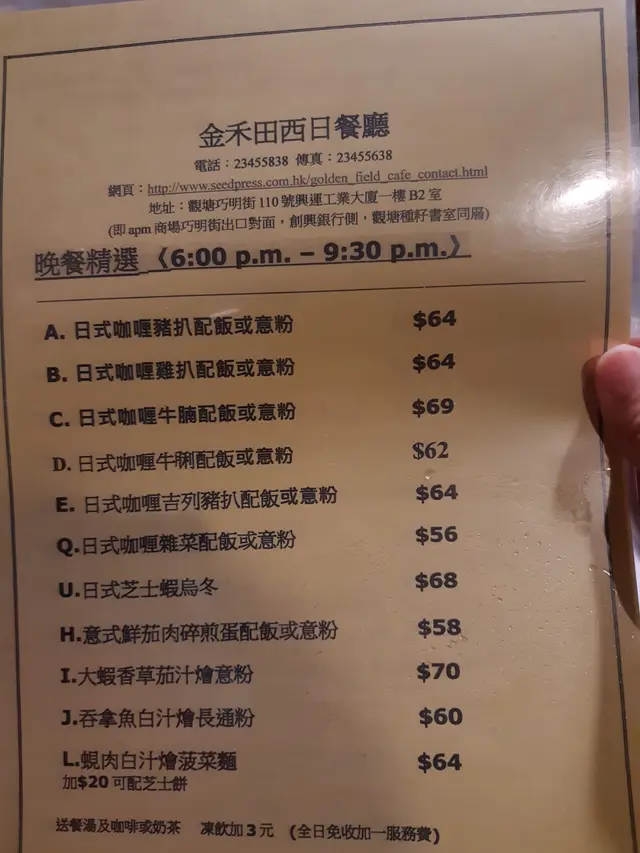 金禾田西日餐廳
電話：23455838 傳真：23455638
網頁：http://www.seedpress.com.hk/golden_field_cafe_contact.html
地址：觀塘巧明街110號興運工業大廈一樓B2室
(即apm商場巧明街出口對面，創興銀行側，觀塘種籽書室同層)
晚餐精選《6:00 p.m. – 9:30 p.m.》
A. 日式咖喱豬扒配飯或意粉 $64
B. 日式咖喱雞扒配飯或意粉 $64
C. 日式咖喱牛腩配飯或意粉 $69
D. 日式咖喱牛脷配飯或意粉 $62
E. 日式咖喱吉列豬扒配飯或意粉 $64
Q.日式咖喱雜菜配飯或意粉 $56
U.日式芝士蝦烏冬 $68
H.意式鮮茄肉碎煎蛋配飯或意粉 $58
I.大蝦香草茄汁燴意粉 $70
J.吞拿魚白汁燴長通粉 $60
L.蜆肉白汁燴菠菜麵 $64
加$20可配芝士餅
送餐湯及咖啡或奶茶 凍飲加3元 (全日免收加一服務費)